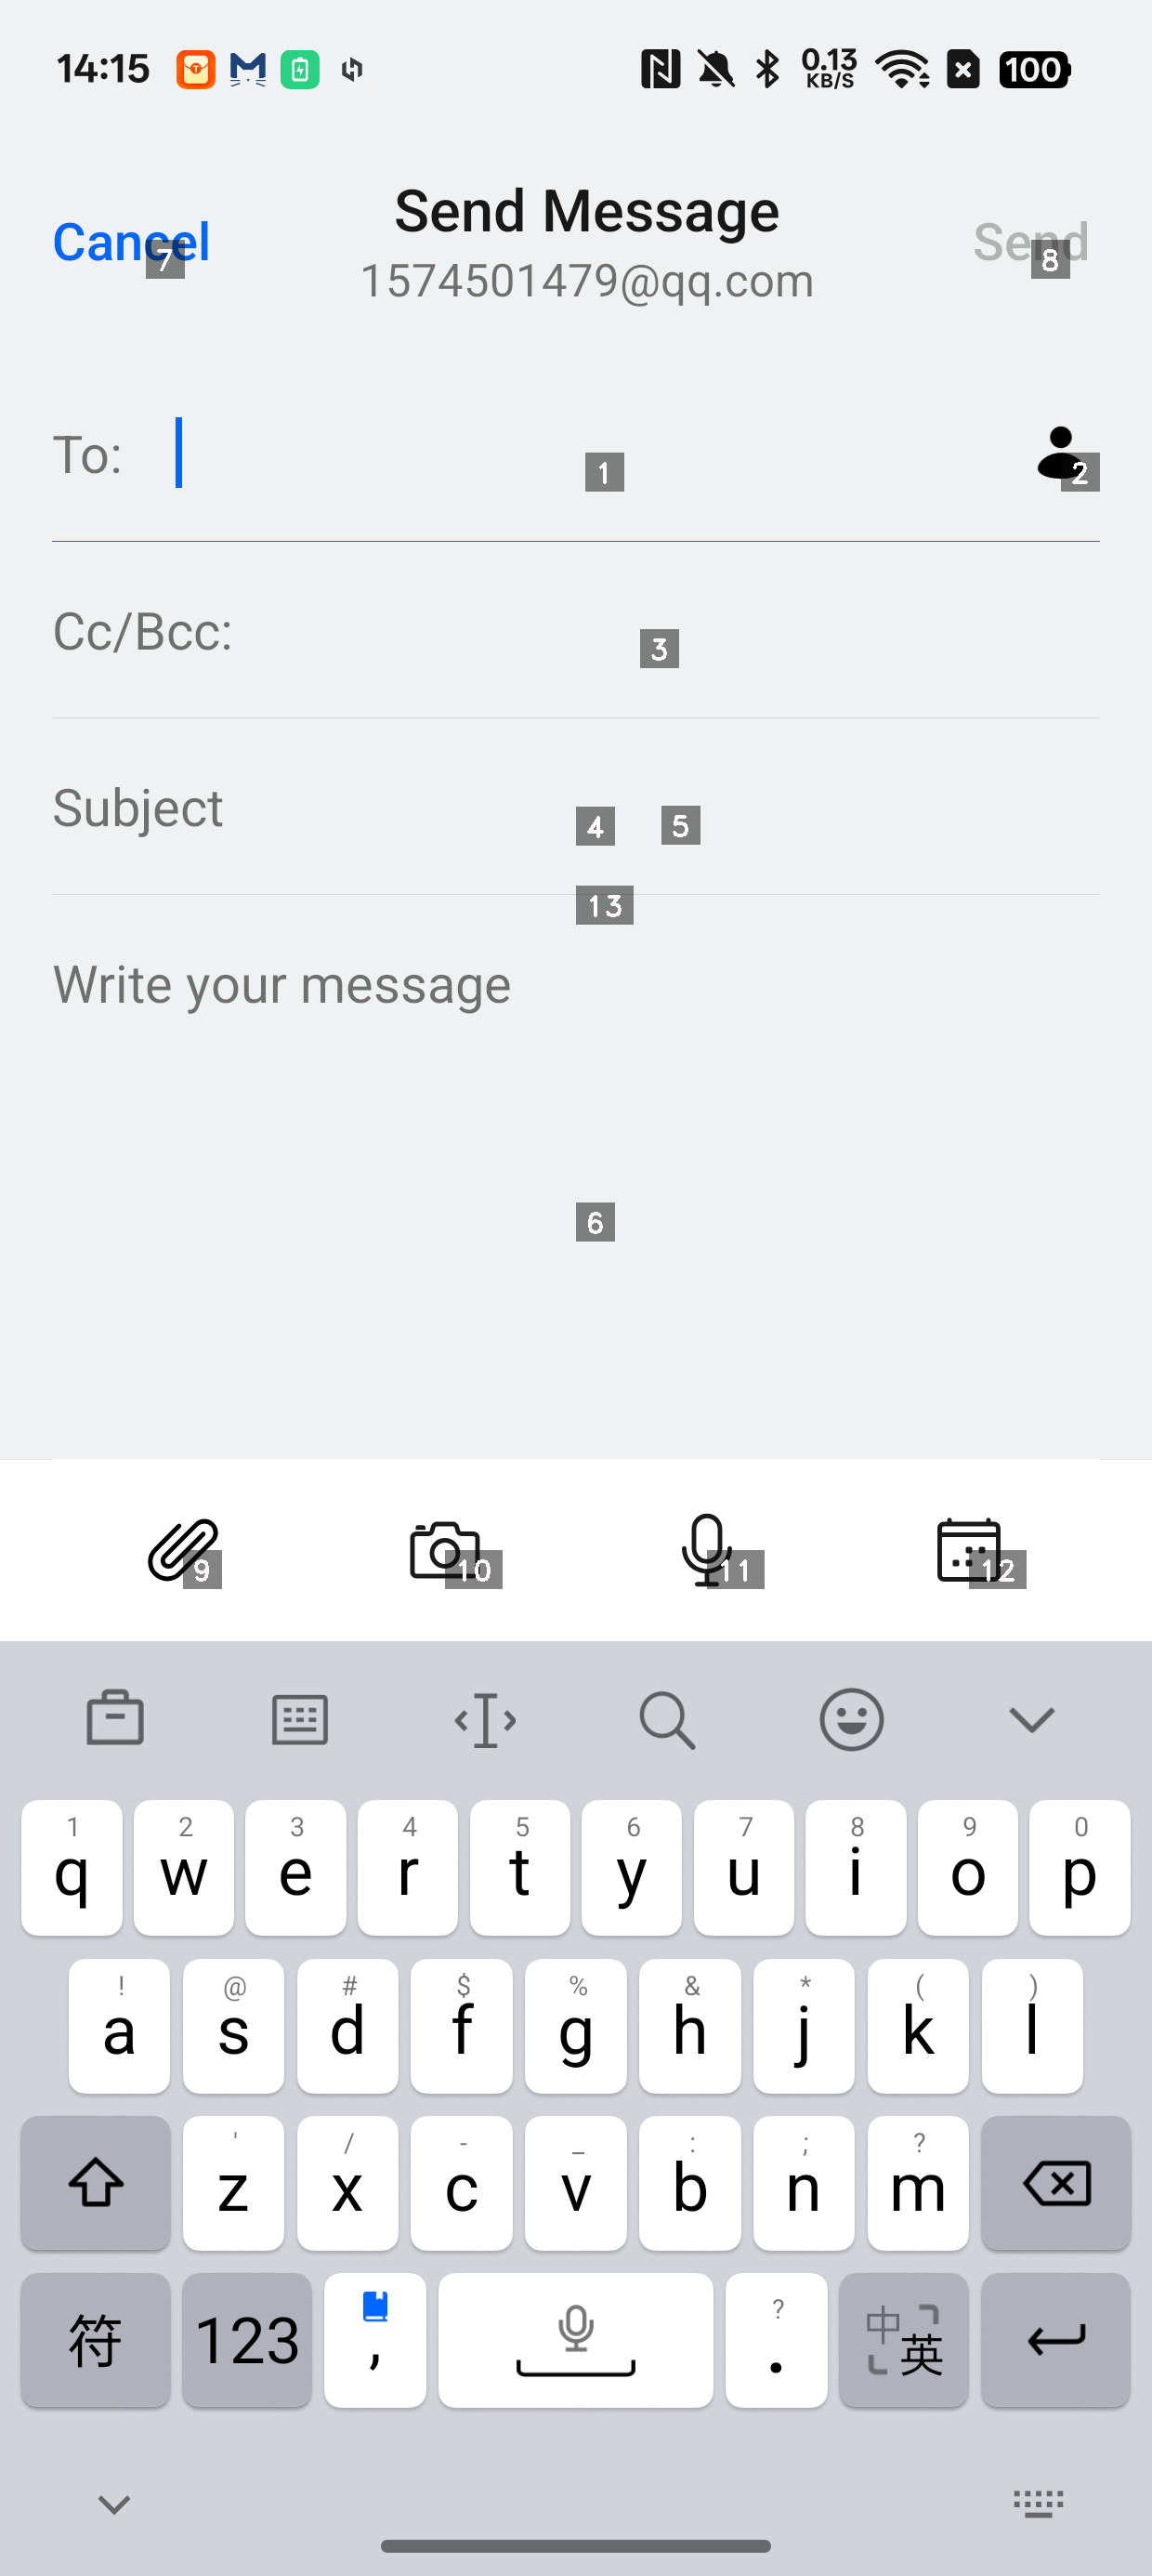 14:15
0.13
KB/S
100
Send Message
Cancel
7
Send
8
1574501479@qq.com
To:
1
2
Cc/Bcc:
3
Subject
4
5
13
Write your message
6
9
10
11
12
1 2 3 4 5 6 7 8 9 0
q w e r t y u i o p
! @ # $ % & * ( )
a s d f g h j k l
' / - _ : ; ?
z x c v b n m
符 123 , ? . 中 英